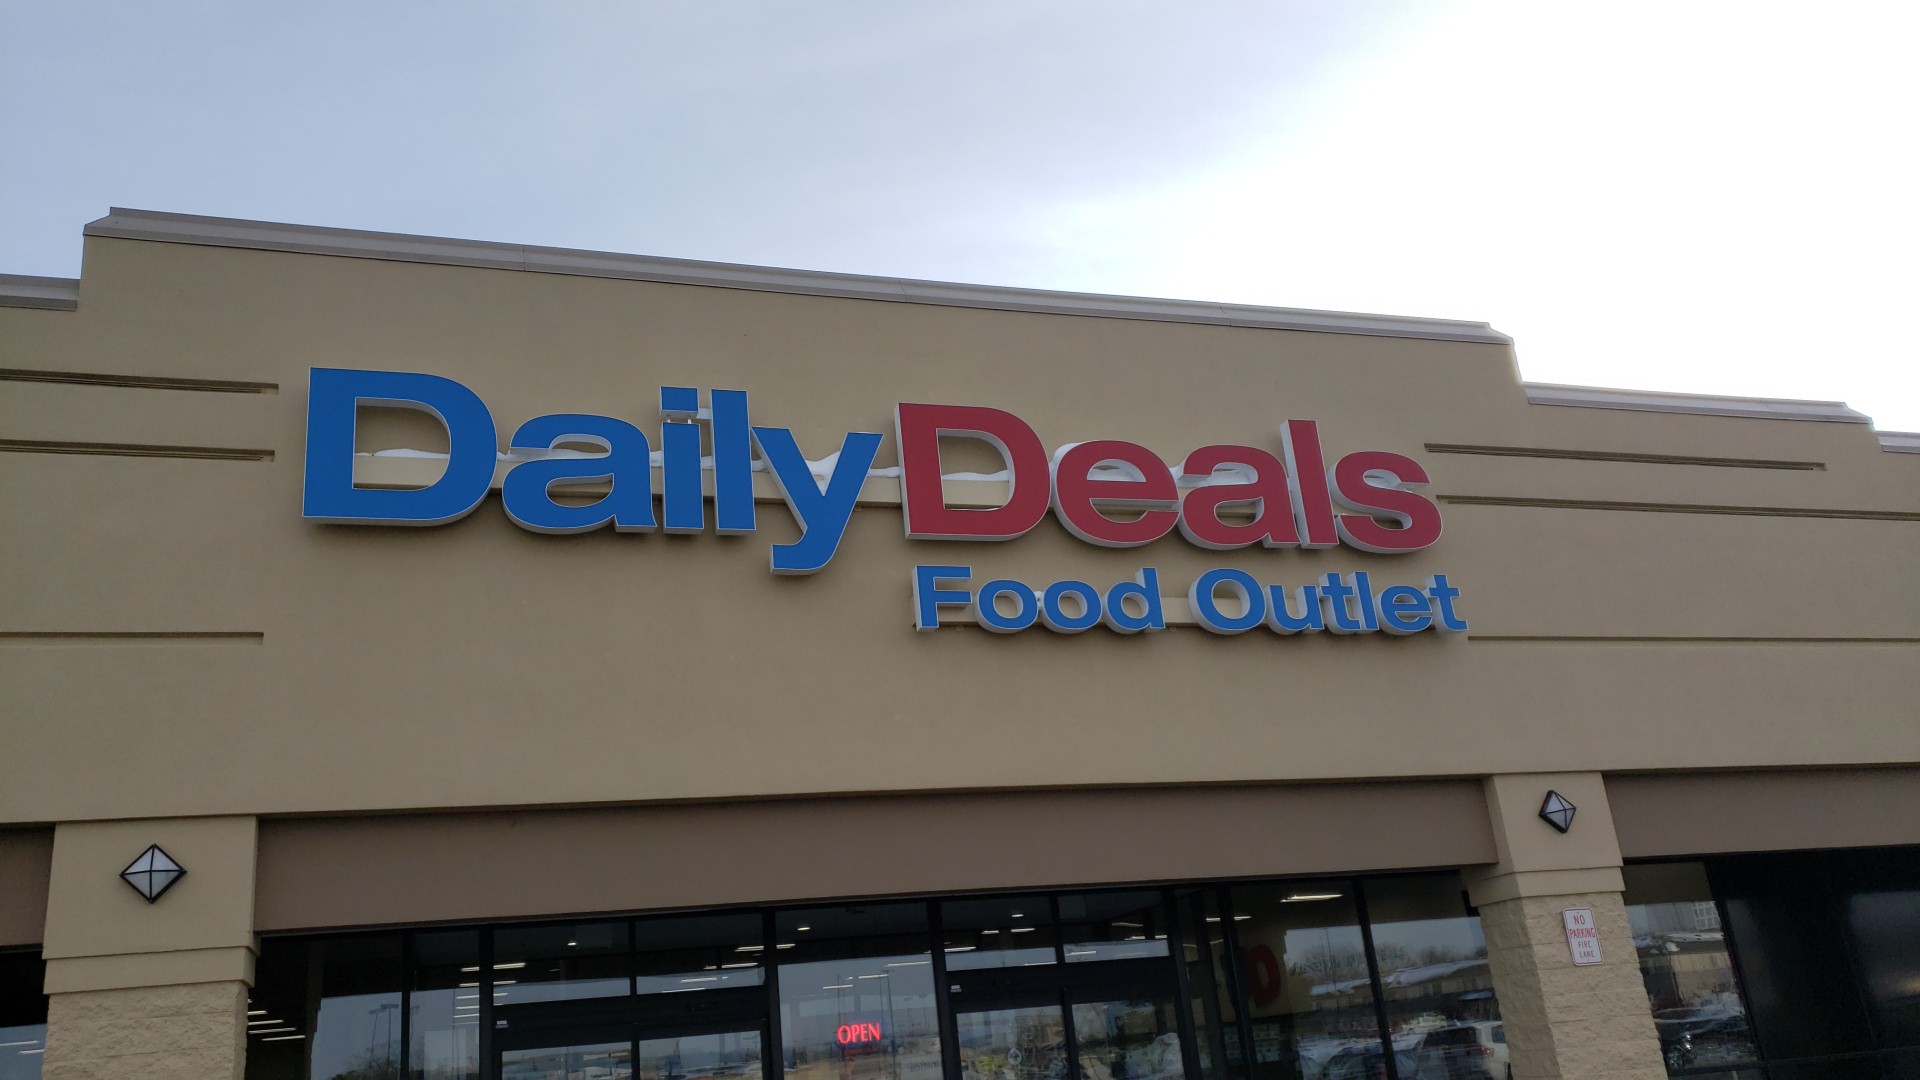 DailyDeals
Food Outlet
NO
PARKING
FIRE
LANE
OPEN